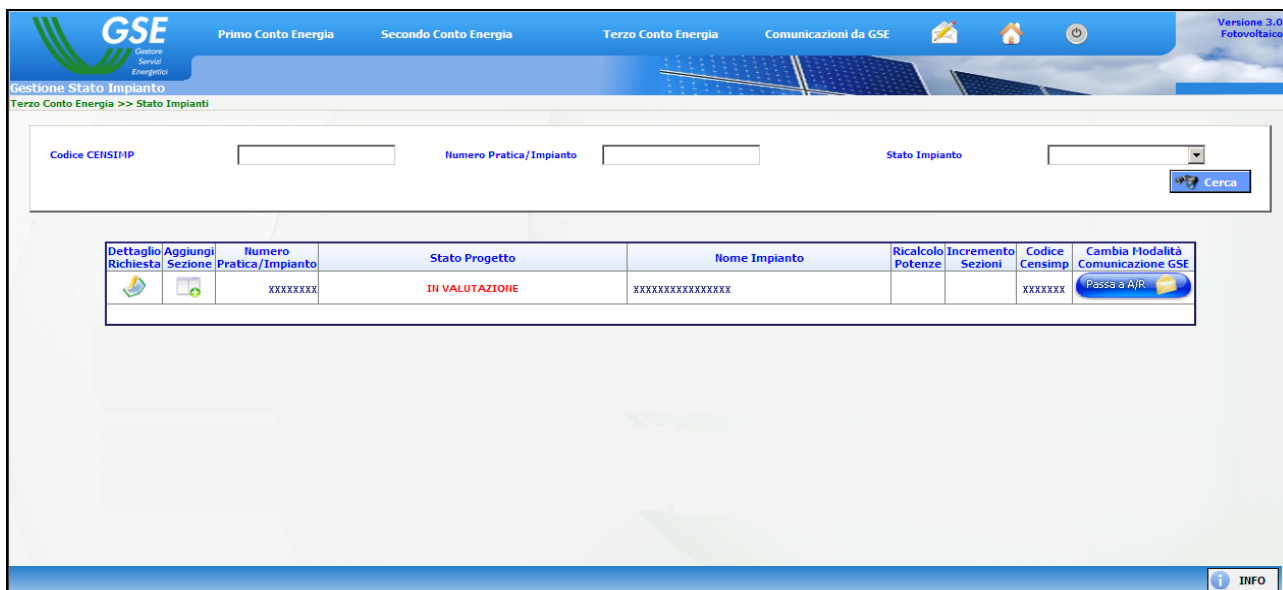 GSE
Gestore
Servizi
Energetici
Primo Conto Energia Secondo Conto Energia Terzo Conto Energia Comunicazioni da GSE
Versione 3.0
Fotovoltaico
Gestione Stato Impianto
Terzo Conto Energia >> Stato Impianti
Codice CENSIMP Numero Pratica/Impianto Stato Impianto
Cerca
Dettaglio Aggiungi Numero Stato Progetto Nome Impianto Ricalcolo Incremento Codice Cambia Modalità
Richiesta Sezione Pratica/Impianto Potenze Sezioni Censimp Comunicazione GSE
XXXXXXXX IN VALUTAZIONE XXXXXXXXXXXXXXXX XXXXXXX Passa a A/R
INFO